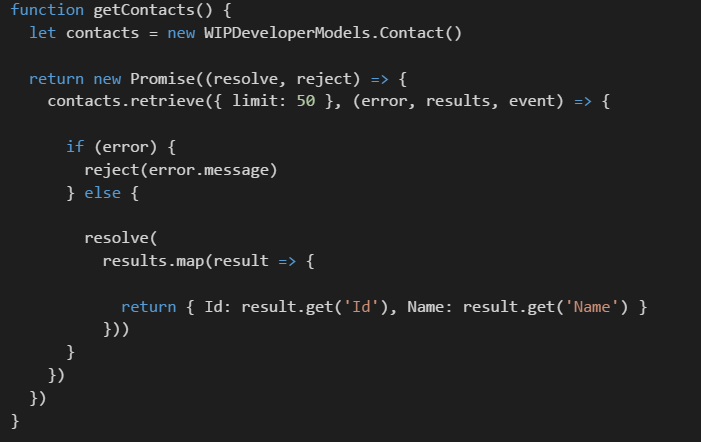 function getContacts() {
let contacts = new WIPDeveloperModels.Contact()
return new Promise((resolve, reject) => {
contacts.retrieve({ limit: 50 }, (error, results, event) => {
if (error) {
reject(error.message)
} else {
resolve(
results.map(result => {
return { Id: result.get('Id'), Name: result.get('Name') }
}))
}
})
})
}